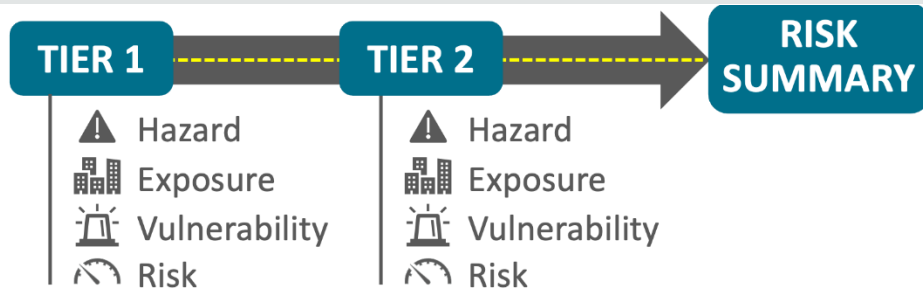 TIER 1
Hazard
Exposure
Vulnerability
Risk
TIER 2
Hazard
Exposure
Vulnerability
Risk
RISK
SUMMARY